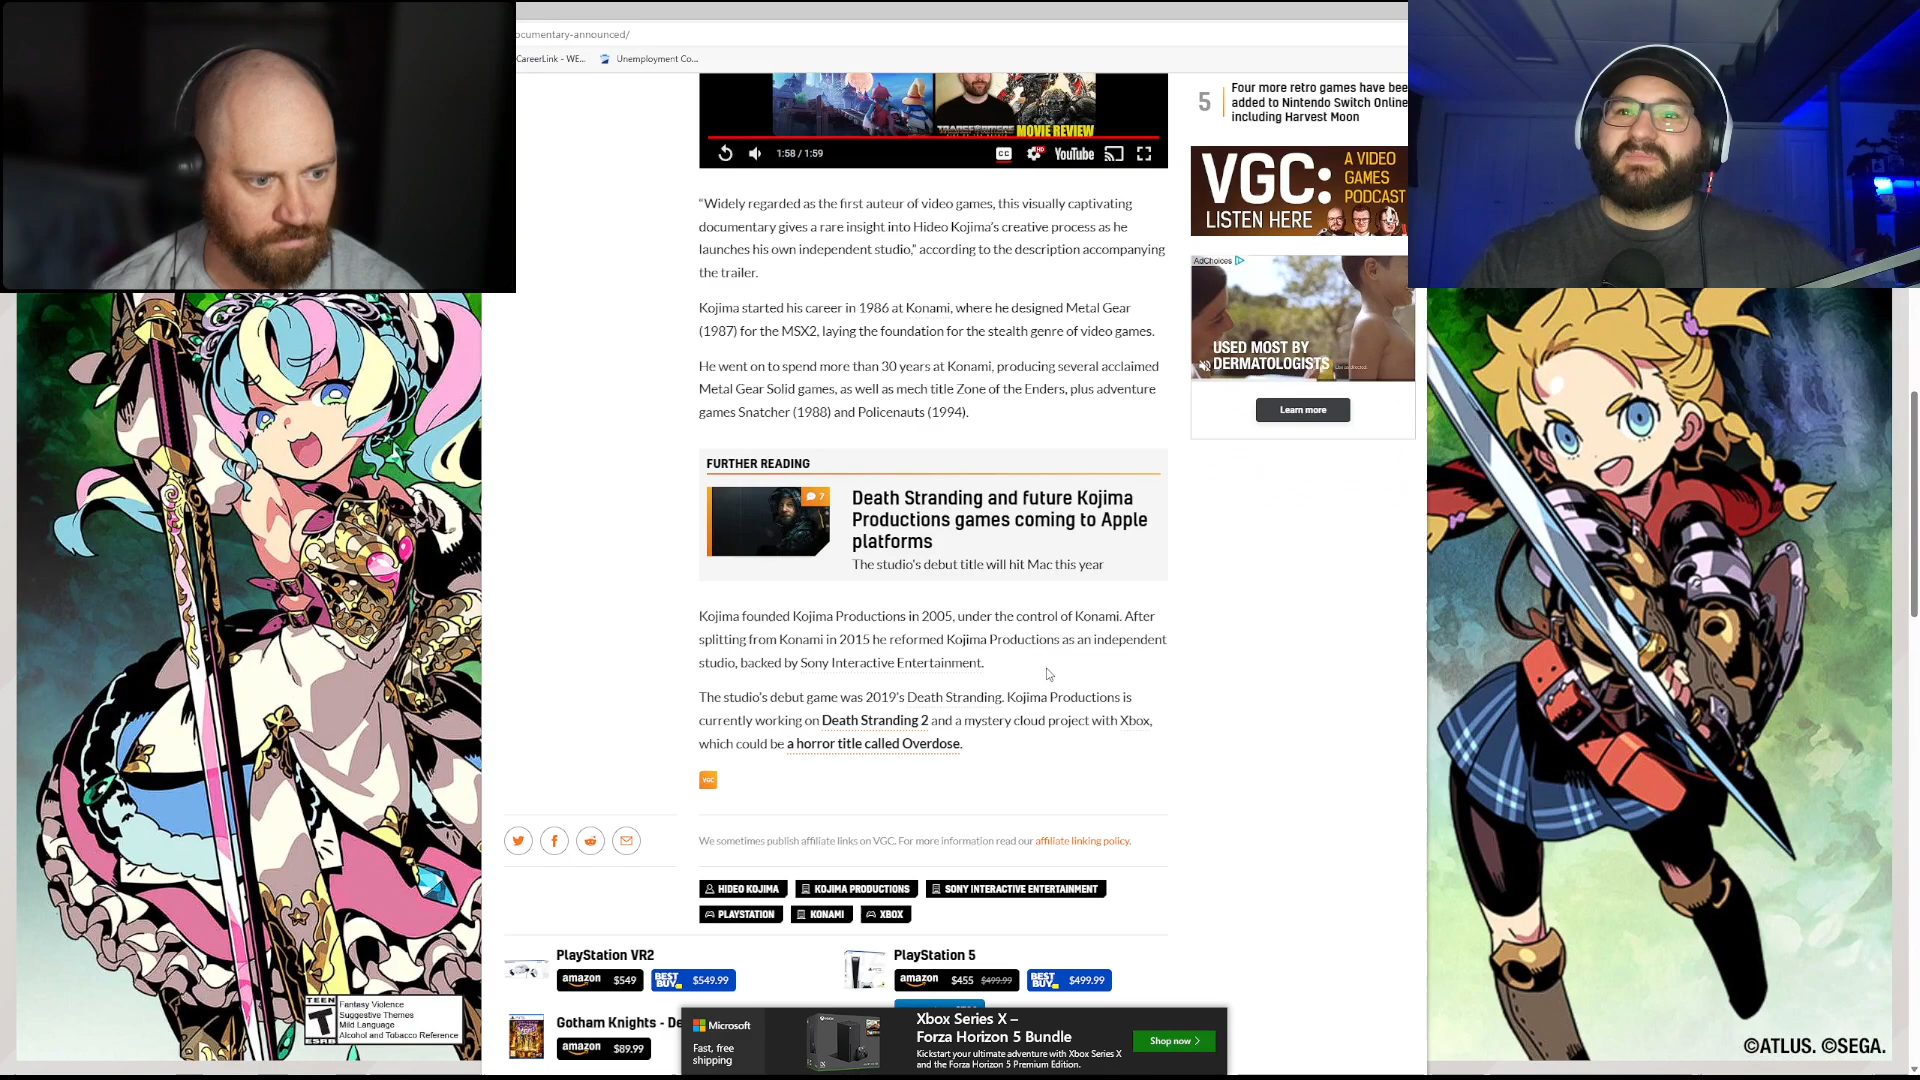 ocumentary-announced/
CareerLink - WE...
Unemployment Co...
MOVIE REVIEW
1:58 / 1:59
CC
HD
YouTube
“Widely regarded as the first auteur of video games, this visually captivating
documentary gives a rare insight into Hideo Kojima’s creative process as he
launches his own independent studio,” according to the description accompanying
the trailer.
Kojima started his career in 1986 at Konami, where he designed Metal Gear
(1987) for the MSX2, laying the foundation for the stealth genre of video games.
He went on to spend more than 30 years at Konami, producing several acclaimed
Metal Gear Solid games, as well as mech title Zone of the Enders, plus adventure
games Snatcher (1988) and Policenauts (1994).
FURTHER READING
7
Death Stranding and future Kojima
Productions games coming to Apple
platforms
The studio's debut title will hit Mac this year
Kojima founded Kojima Productions in 2005, under the control of Konami. After
splitting from Konami in 2015 he reformed Kojima Productions as an independent
studio, backed by Sony Interactive Entertainment.
The studio’s debut game was 2019’s Death Stranding. Kojima Productions is
currently working on Death Stranding 2 and a mystery cloud project with Xbox,
which could be a horror title called Overdose.
VGC
We sometimes publish affiliate links on VGC. For more information read our affiliate linking policy.
HIDEO KOJIMA
KOJIMA PRODUCTIONS
SONY INTERACTIVE ENTERTAINMENT
PLAYSTATION
KONAMI
XBOX
PlayStation VR2
amazon $549
BEST BUY $549.99
PlayStation 5
amazon $455 $499.99
BEST BUY $499.99
Gotham Knights - De
amazon $89.99
Microsoft
Fast, free
shipping
Xbox Series X –
Forza Horizon 5 Bundle
Kickstart your ultimate adventure with Xbox Series X
and the Forza Horizon 5 Premium Edition.
Shop now
5
Four more retro games have bee
added to Nintendo Switch Online
including Harvest Moon
VGC:
A VIDEO
GAMES
PODCAST
LISTEN HERE
AdChoices
USED MOST BY
DERMATOLOGISTS
Learn more
TEEN
T
ESRB
Fantasy Violence
Suggestive Themes
Mild Language
Alcohol and Tobacco Reference
©ATLUS. ©SEGA.